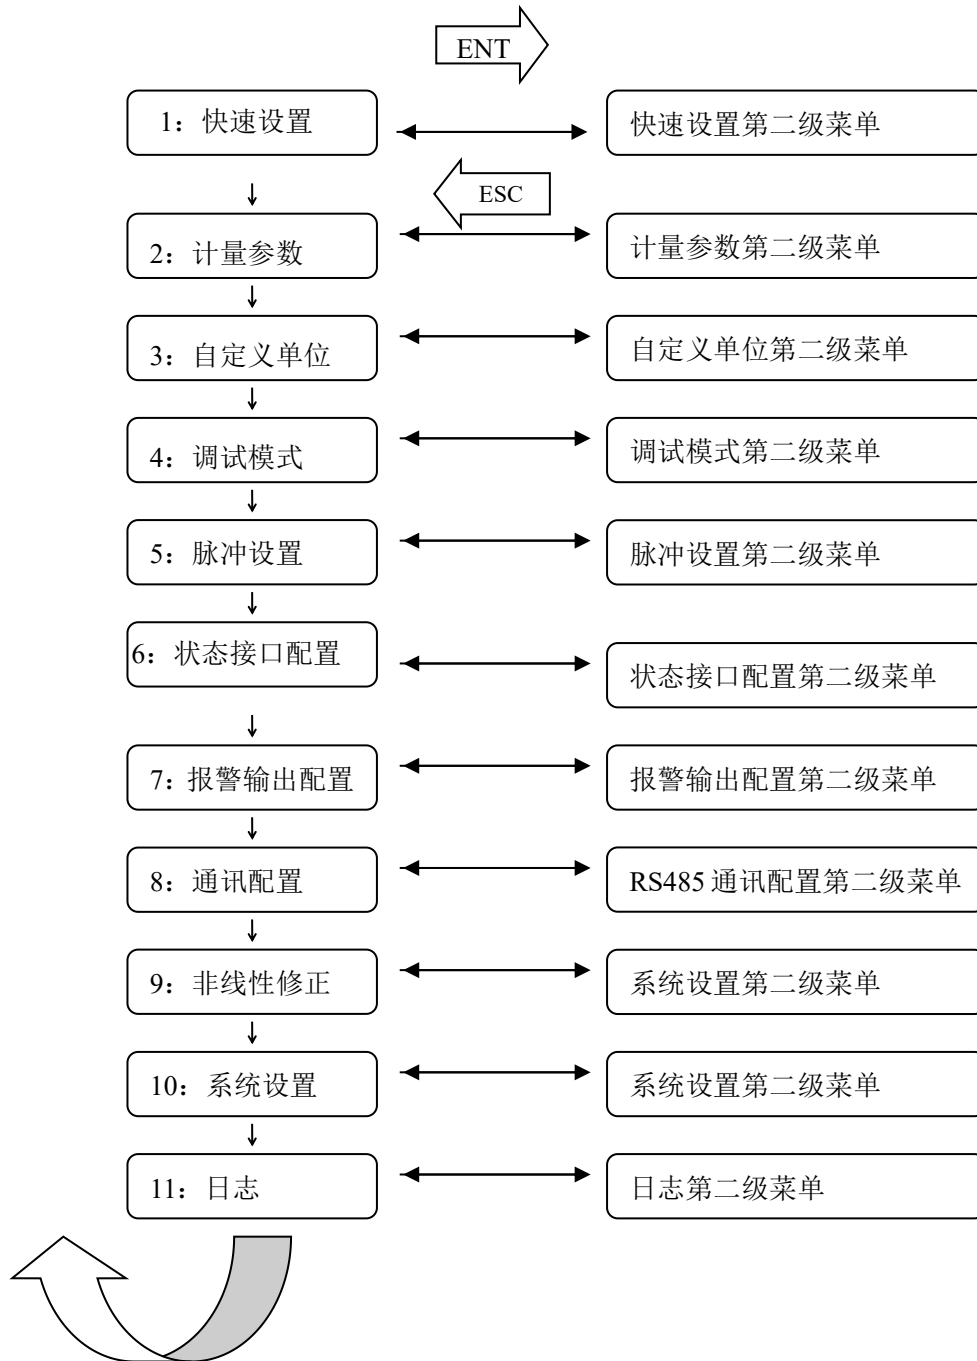 ENT
1：快速设置
快速设置第二级菜单
ESC
2：计量参数
计量参数第二级菜单
3：自定义单位
自定义单位第二级菜单
4：调试模式
调试模式第二级菜单
5：脉冲设置
脉冲设置第二级菜单
6：状态接口配置
状态接口配置第二级菜单
7：报警输出配置
报警输出配置第二级菜单
8：通讯配置
RS485 通讯配置第二级菜单
9：非线性修正
系统设置第二级菜单
10：系统设置
系统设置第二级菜单
11：日志
日志第二级菜单